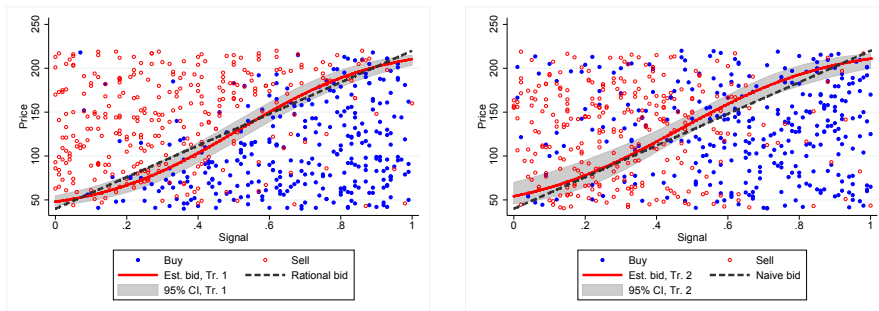 250
200
150
100
50
Price
0 .2 .4 .6 .8 1
Signal
Buy Sell
Est. bid, Tr. 1 Rational bid
95% CI, Tr. 1
250
200
150
100
50
Price
0 .2 .4 .6 .8 1
Signal
Buy Sell
Est. bid, Tr. 2 Naive bid
95% CI, Tr. 2